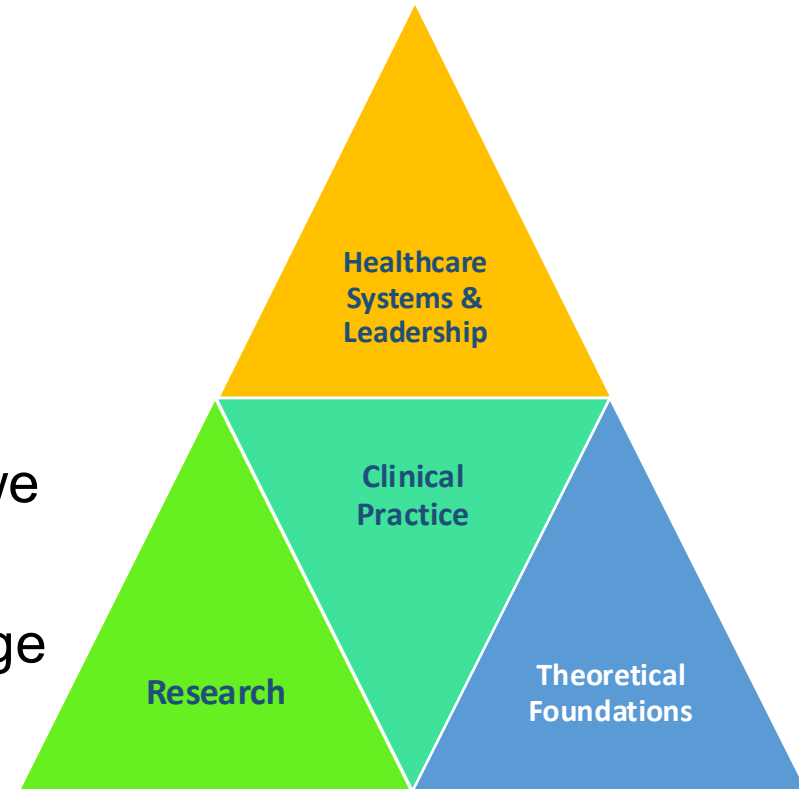 Healthcare
Systems &
Leadership
Clinical
Practice
Research
Theoretical
Foundations